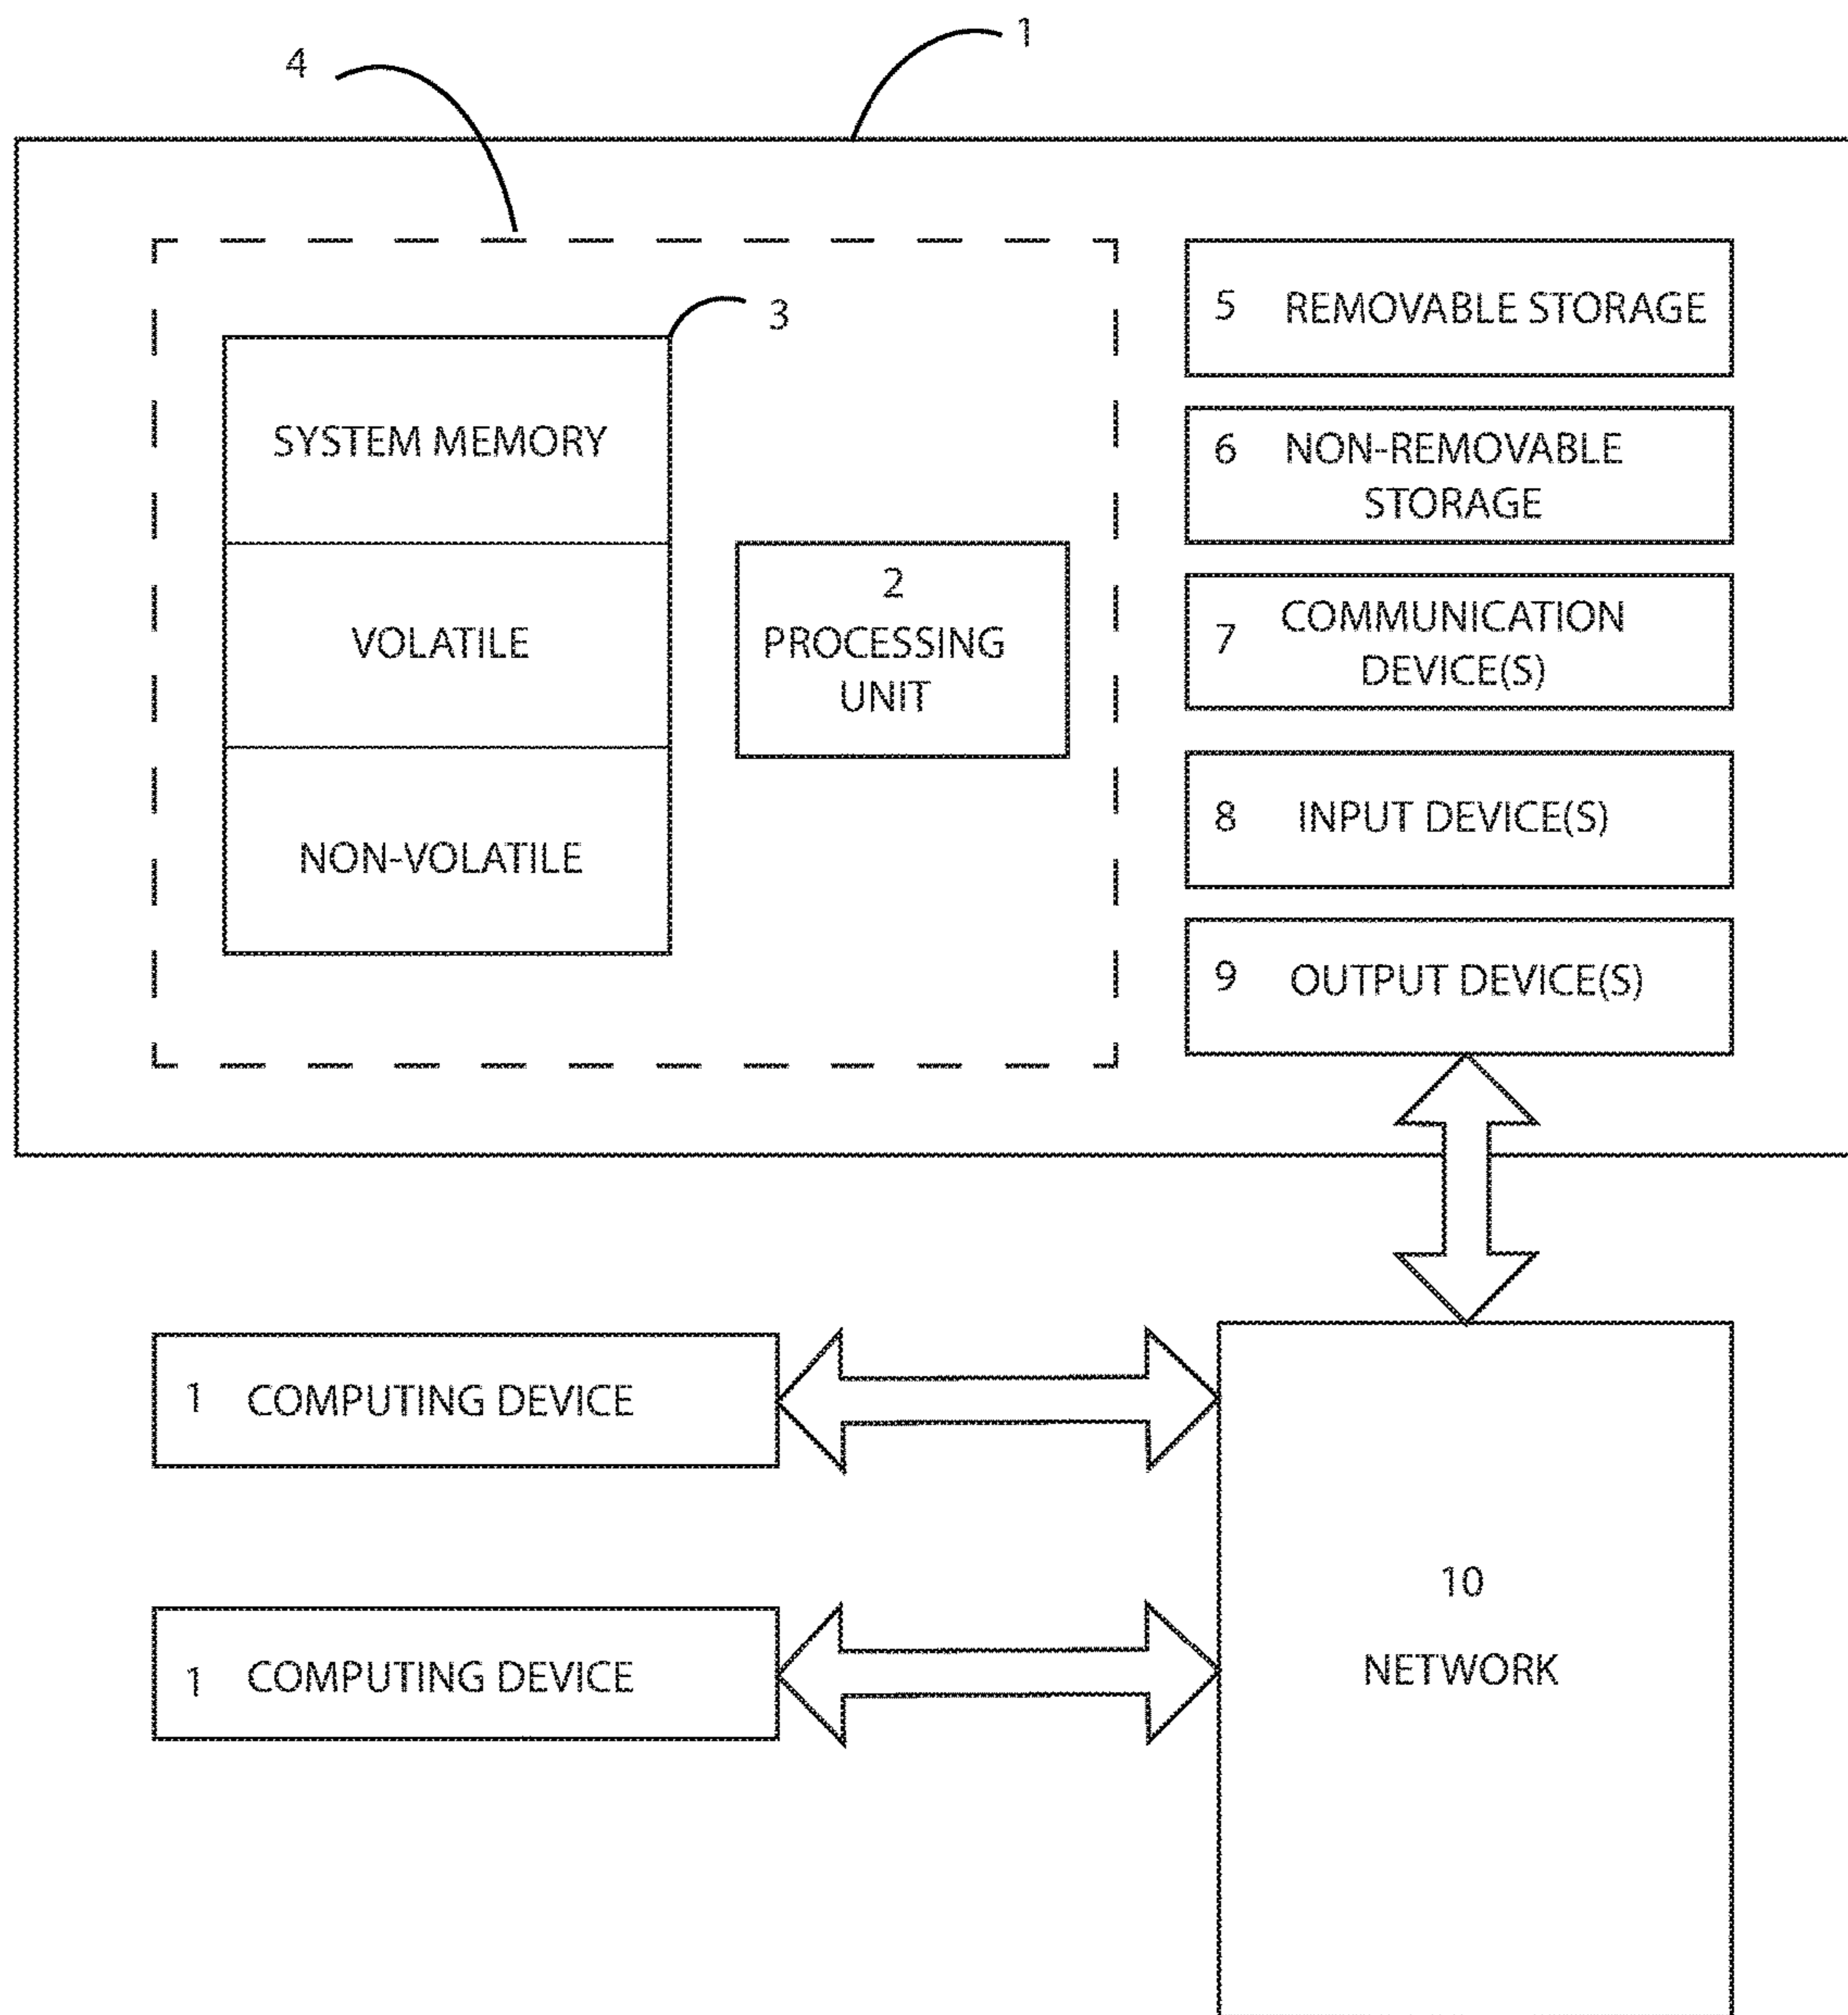 1
4
3
SYSTEM MEMORY
VOLATILE
NON-VOLATILE
2
PROCESSING
UNIT
5 REMOVABLE STORAGE
6 NON-REMOVABLE
STORAGE
7 COMMUNICATION
DEVICE(S)
8 INPUT DEVICE(S)
9 OUTPUT DEVICE(S)
1 COMPUTING DEVICE
1 COMPUTING DEVICE
10
NETWORK